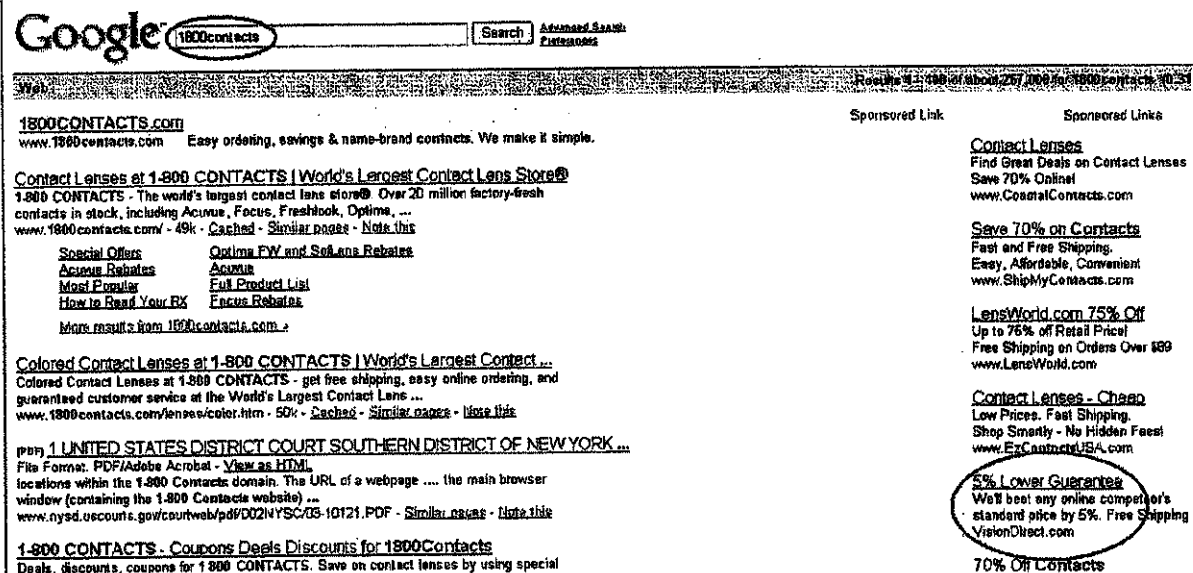 Google
1800contacts
Search
Advanced Search
Preferences
Web
Results 1 - 100 of about 257,000 for 1800contacts
1800CONTACTS.com
www.1800contacts.com Easy ordering, savings & name-brand contacts. We make it simple.
Sponsored Link
Contact Lenses at 1-800 CONTACTS | World's Largest Contact Lens Store®
1-800 CONTACTS - The world's largest contact lens store®. Over 20 million factory-fresh
contacts in stock, including Acuvue, Focus, Freshlook, Optima, ...
www.1800contacts.com/ - 49k - Cached - Similar pages - Note this
Special Offers Optima FW and SofLens Rebates
Acuvue Rebates Acuvue
Most Popular Full Product List
How to Read Your RX Focus Rebates
More results from 1800contacts.com »
Colored Contact Lenses at 1-800 CONTACTS | World's Largest Contact ...
Colored Contact Lenses at 1-800 CONTACTS - get free shipping, easy online ordering, and
guaranteed customer service at the World's Largest Contact Lens ...
www.1800contacts.com/lenses/color.htm - 50k - Cached - Similar pages - Note this
[PDF] 1 UNITED STATES DISTRICT COURT SOUTHERN DISTRICT OF NEW YORK ...
File Format: PDF/Adobe Acrobat - View as HTML
locations within the 1-800 Contacts domain. The URL of a webpage .... the main browser
window (containing the 1-800 Contacts website) ...
www.nysd.uscourts.gov/courtweb/pdf/D02NYSC/03-10121.PDF - Similar pages - Note this
1-800 CONTACTS - Coupons Deals Discounts for 1800Contacts
Deals, discounts, coupons for 1 800 CONTACTS. Save on contact lenses by using special
Sponsored Links
Contact Lenses
Find Great Deals on Contact Lenses
Save 70% Online!
www.CoastalContacts.com
Save 70% on Contacts
Fast and Free Shipping.
Easy, Affordable, Convenient
www.ShipMyContacts.com
LensWorld.com 75% Off
Up to 75% off Retail Price!
Free Shipping on Orders Over $89
www.LensWorld.com
Contact Lenses - Cheap
Low Prices. Fast Shipping.
Shop Smartly - No Hidden Fees!
www.EzContactsUSA.com
5% Lower Guarantee
We'll beat any online competitor's
standard price by 5%. Free Shipping
VisionDirect.com
70% Off Contacts